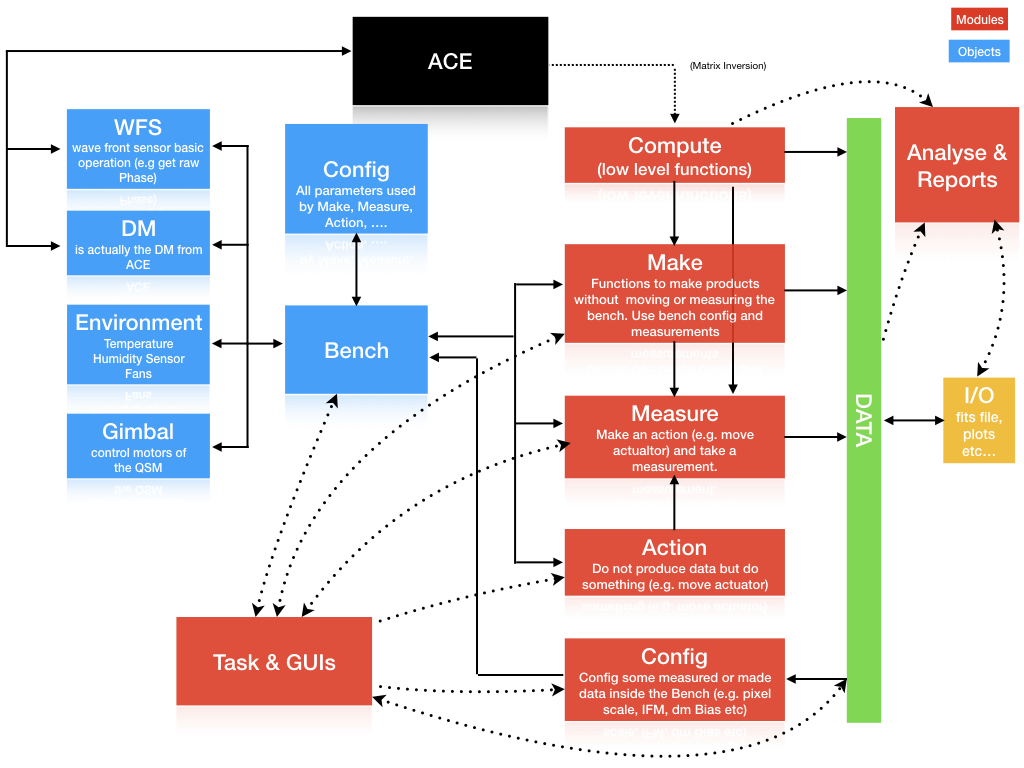 Modules
Objects
ACE
(Matrix Inversion)
WFS
wave front sensor basic
operation (e.g get raw
Phase)
DM
is actually the DM from
ACE
Environment
Temperature
Humidity Sensor
Fans
Gimbal
control motors of
the QSM
Config
All parameters used
by Make, Measure,
Action, ....
Bench
Compute
(low level functions)
Make
Functions to make products
without  moving or measuring the
bench. Use bench config and
measurements
Measure
Make an action (e.g. move
actualtor) and take a
measurement.
Action
Do not produce data but do
something (e.g. move actuator)
Config
Config some measured or made
data inside the Bench (e.g. pixel
scale, IFM, dm Bias etc)
Task & GUIs
DATA
Analyse &
Reports
I/O
fits file,
plots
etc...